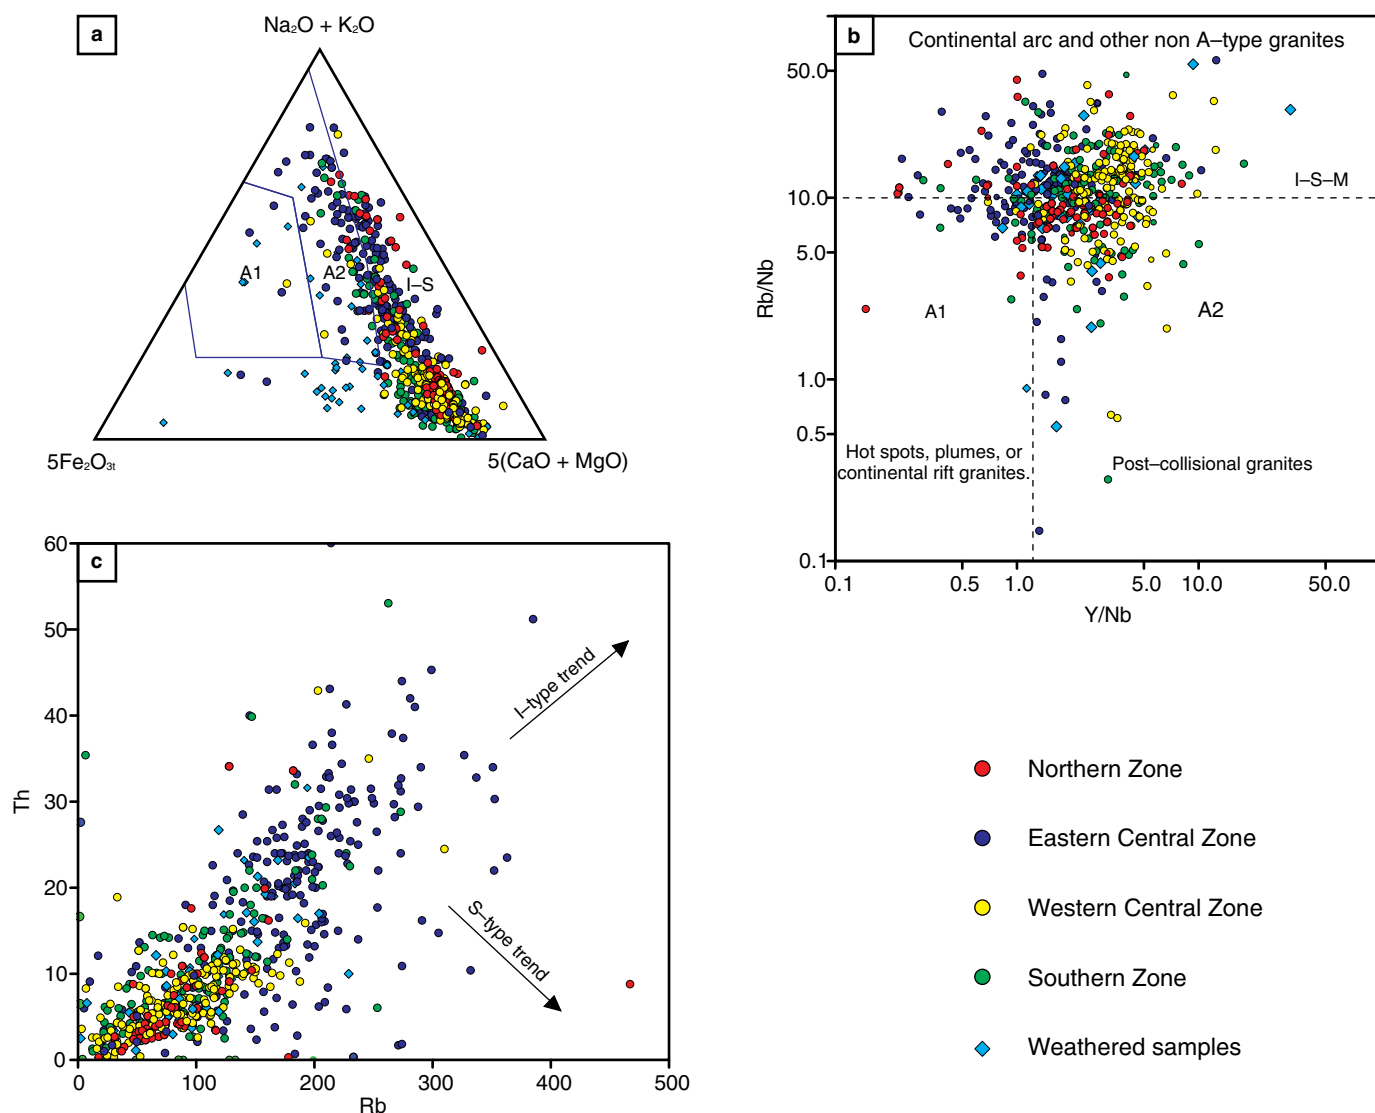 a
Na₂O + K₂O
A1
A2
I–S
5Fe₂O₃ₜ
5(CaO + MgO)
b
Continental arc and other non A–type granites
50.0
10.0
5.0
1.0
0.5
0.1
Rb/Nb
I–S–M
A1
A2
Hot spots, plumes, or
continental rift granites.
Post–collisional granites
0.1
0.5
1.0
5.0
10.0
50.0
Y/Nb
c
60
50
40
30
20
10
0
Th
I–type trend
S–type trend
0
100
200
300
400
500
Rb
Northern Zone
Eastern Central Zone
Western Central Zone
Southern Zone
Weathered samples